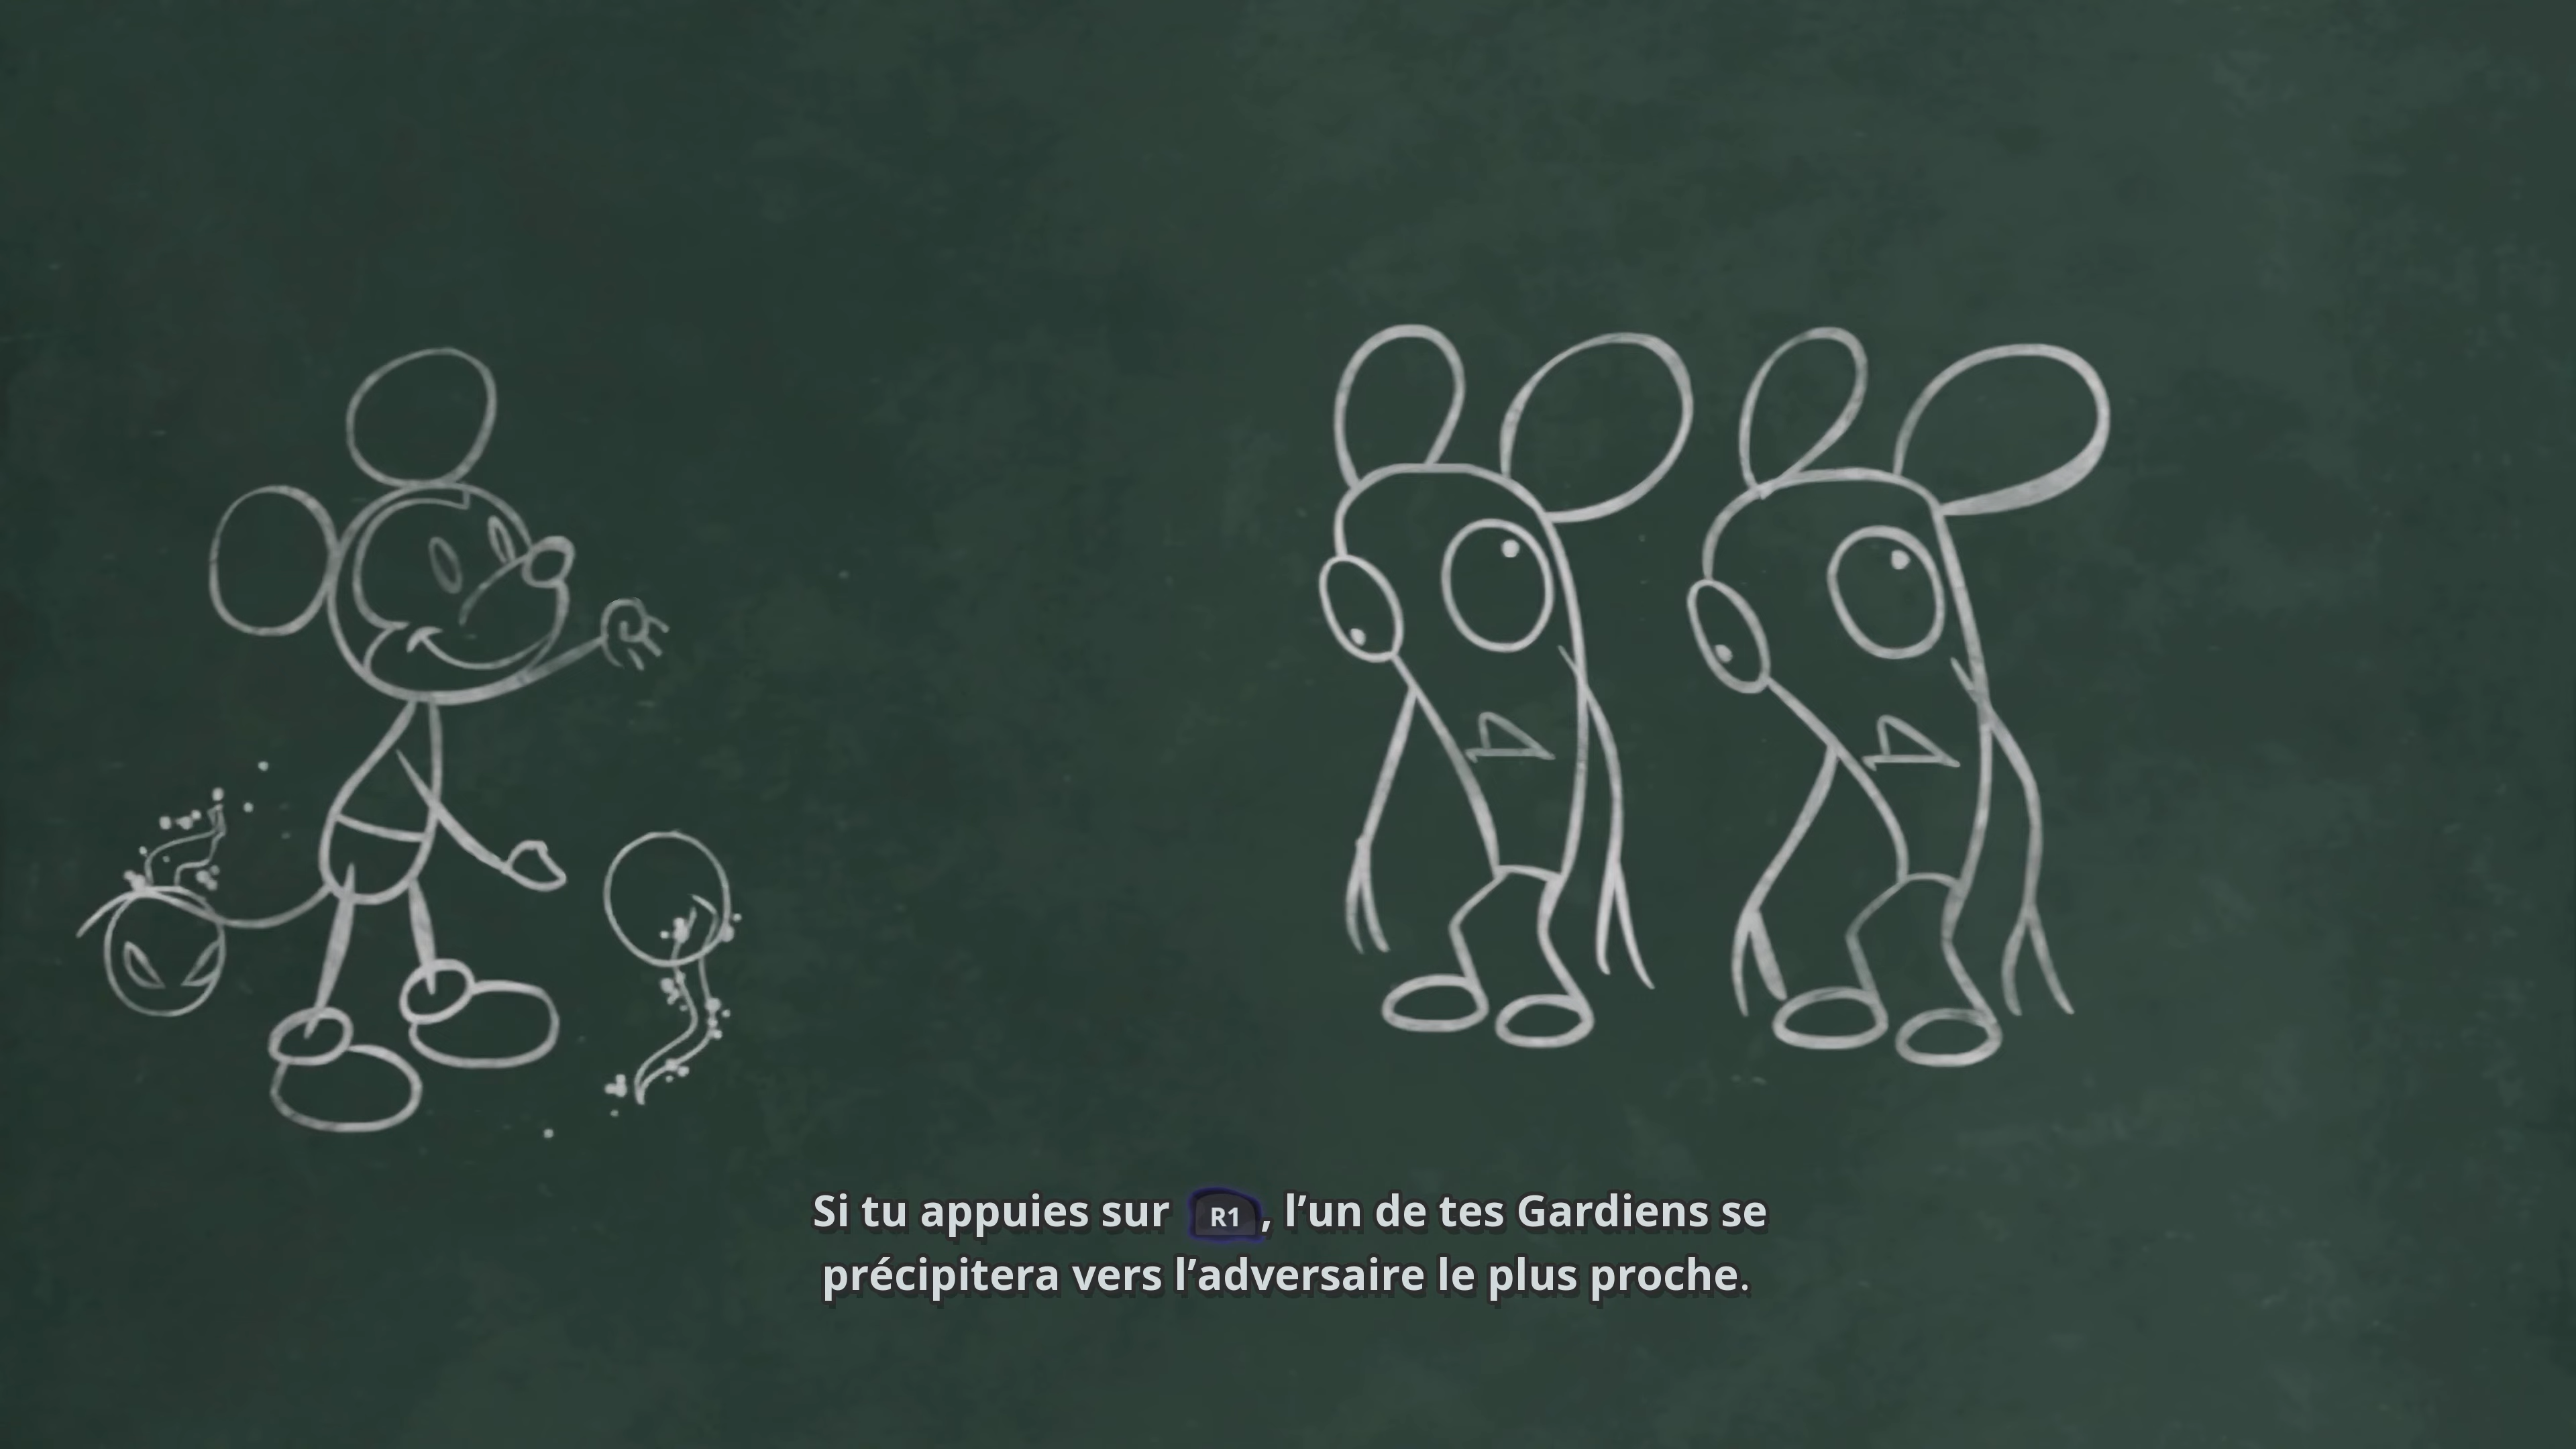 Si tu appuies sur R1, l’un de tes Gardiens se
précipitera vers l’adversaire le plus proche.